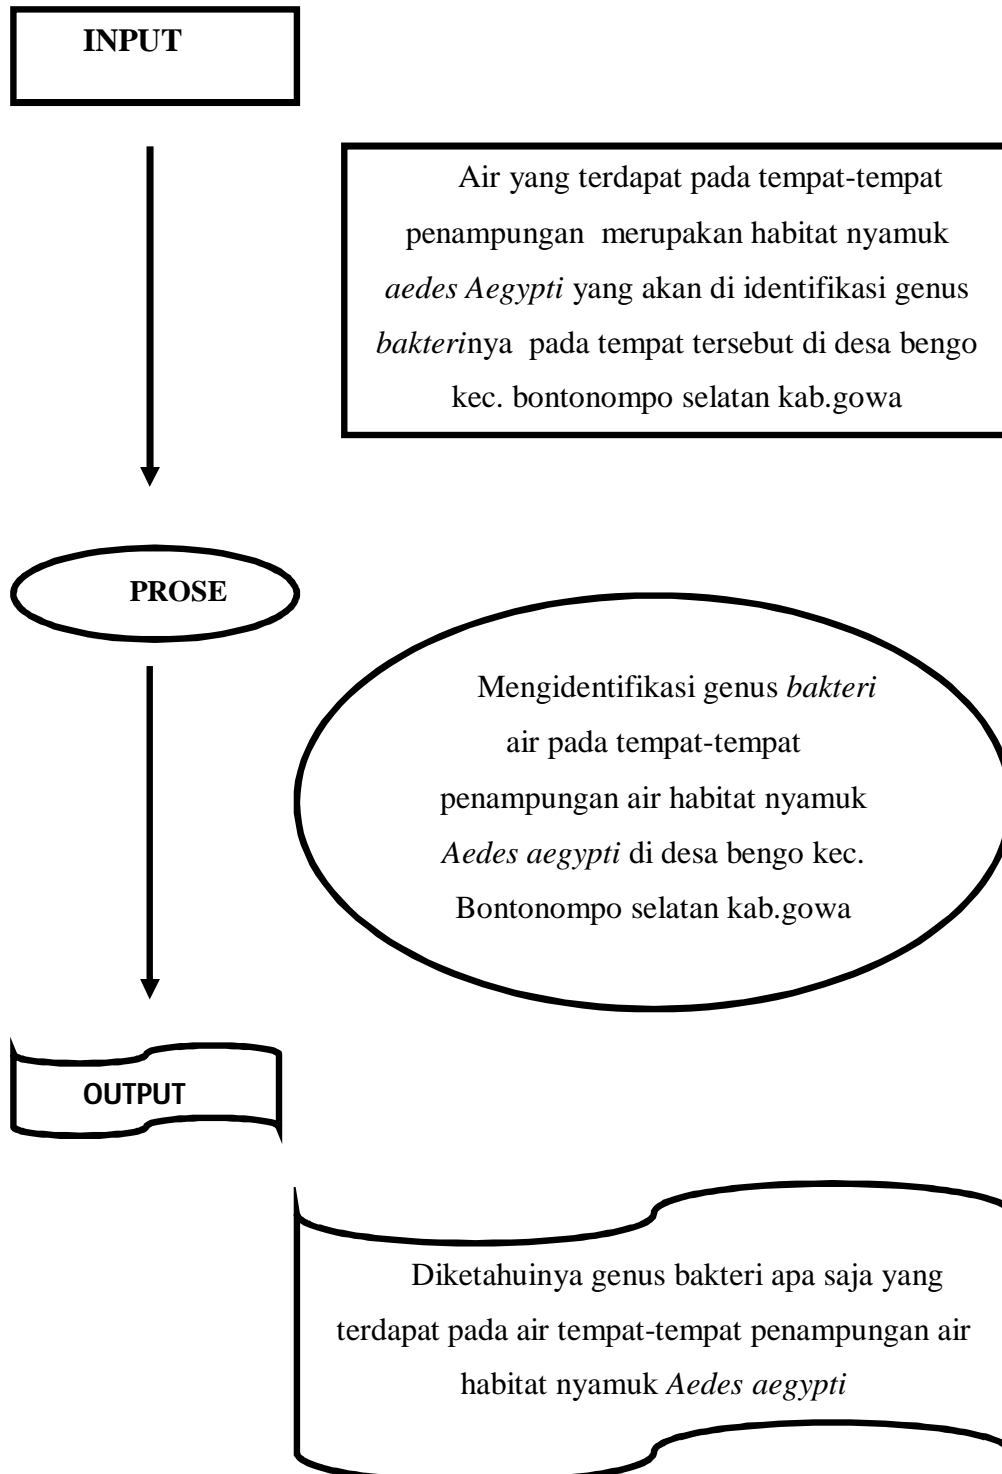 INPUT
Air yang terdapat pada tempat-tempat
penampungan merupakan habitat nyamuk
aedes Aegypti yang akan di identifikasi genus
bakterinya pada tempat tersebut di desa bengo
kec. bontonompo selatan kab.gowa
PROSE
Mengidentifikasi genus bakteri
air pada tempat-tempat
penampungan air habitat nyamuk
Aedes aegypti di desa bengo kec.
Bontonompo selatan kab.gowa
OUTPUT
Diketahuinya genus bakteri apa saja yang
terdapat pada air tempat-tempat penampungan air
habitat nyamuk Aedes aegypti